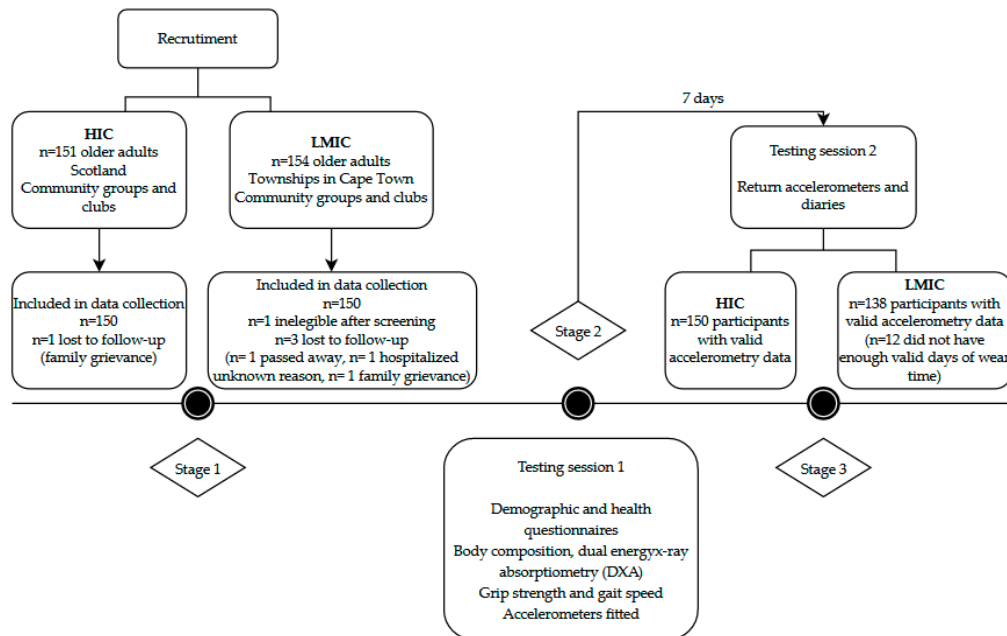 Recrutiment
HIC
n=151 older adults
Scotland
Community groups and
clubs
LMIC
n=154 older adults
Townships in Cape Town
Community groups and clubs
Included in data collection
n=150
n=1 lost to follow-up
(family grievance)
Included in data collection
n=150
n=1 inelegible after screening
n=3 lost to follow-up
(n= 1 passed away, n= 1 hospitalized
unknown reason, n= 1 family grievance)
Stage 1
7 days
Stage 2
Testing session 1
Demographic and health
questionnaires
Body composition, dual energyx-ray
absorptiometry (DXA)
Grip strength and gait speed
Accelerometers fitted
Testing session 2
Return accelerometers and
diaries
HIC
n=150 participants
with valid
accelerometry data
LMIC
n=138 participants with
valid accelerometry data
(n=12 did not have
enough valid days of wear
time)
Stage 3